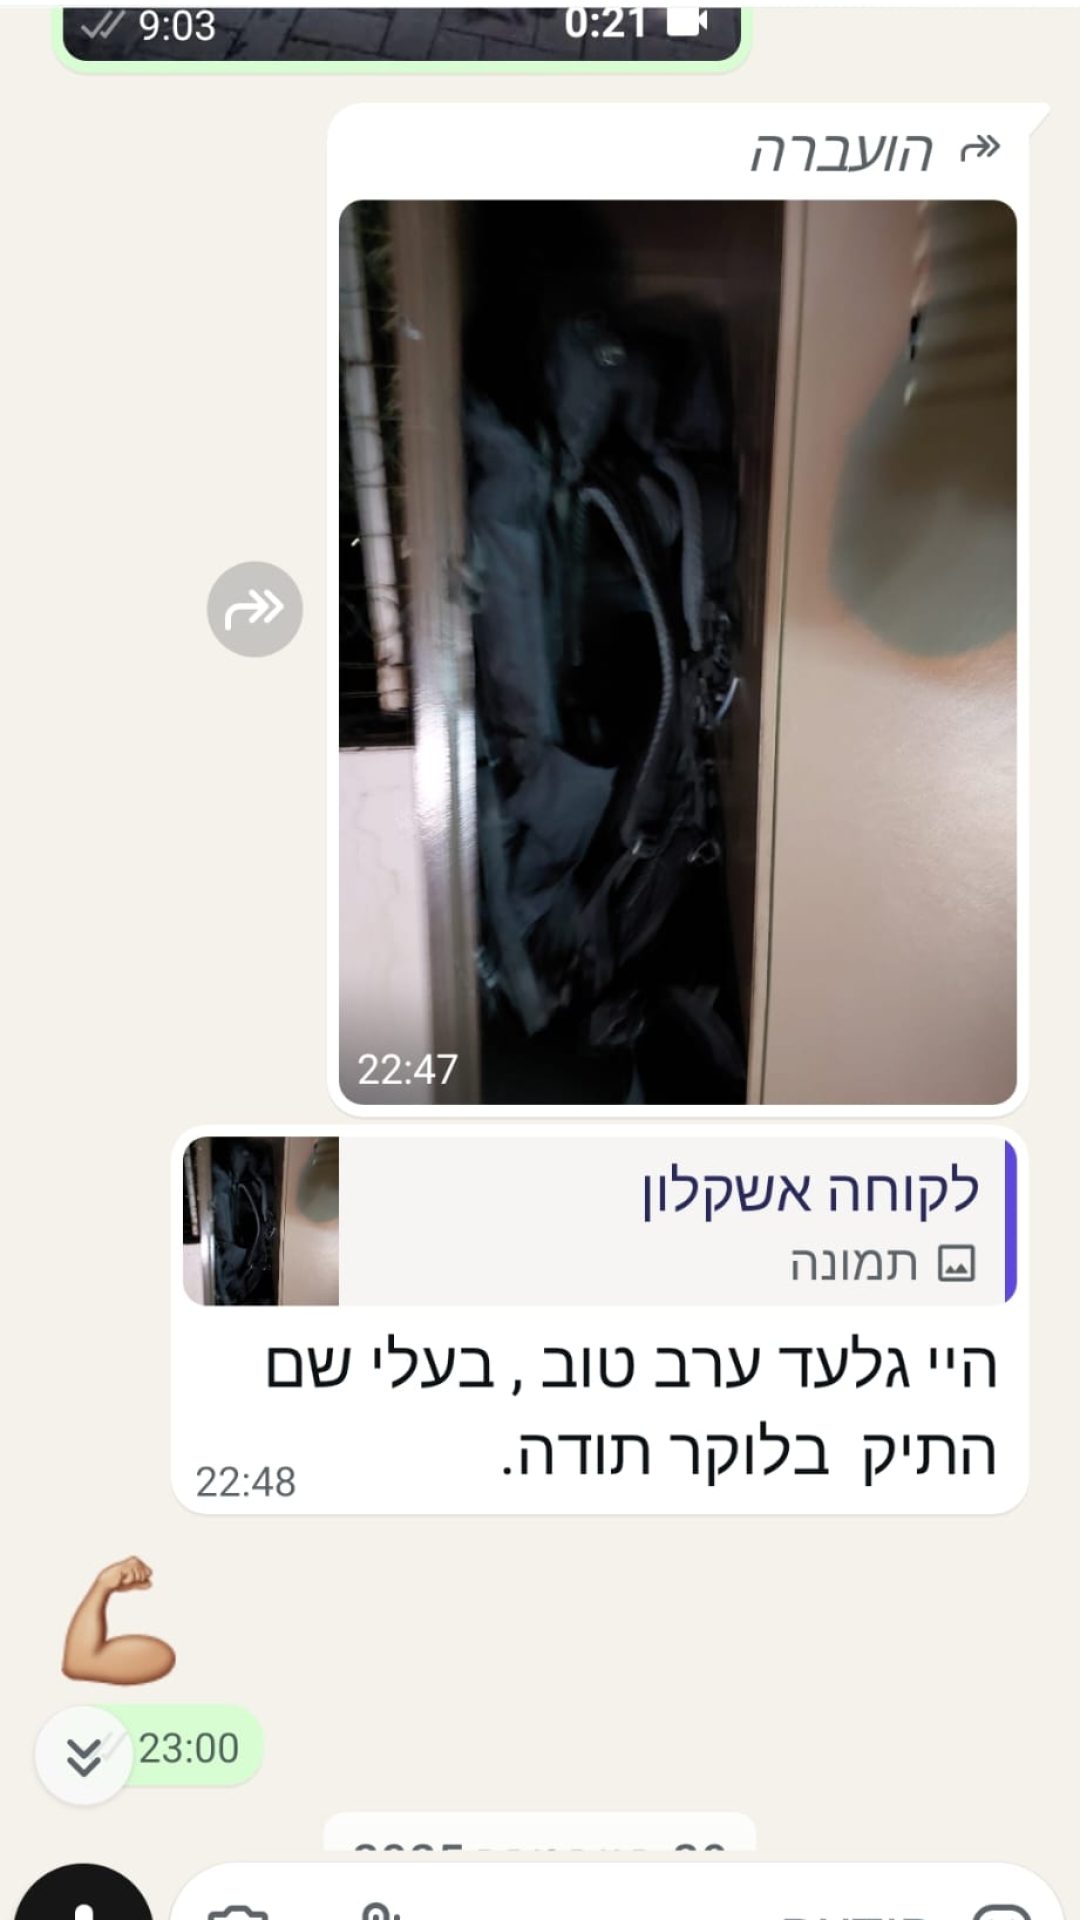 9:03
0:21
הועברה
22:47
לקוחה אשקלון
תמונה
היי גלעד ערב טוב , בעלי שם
התיק בלוקר תודה.
22:48
23:00